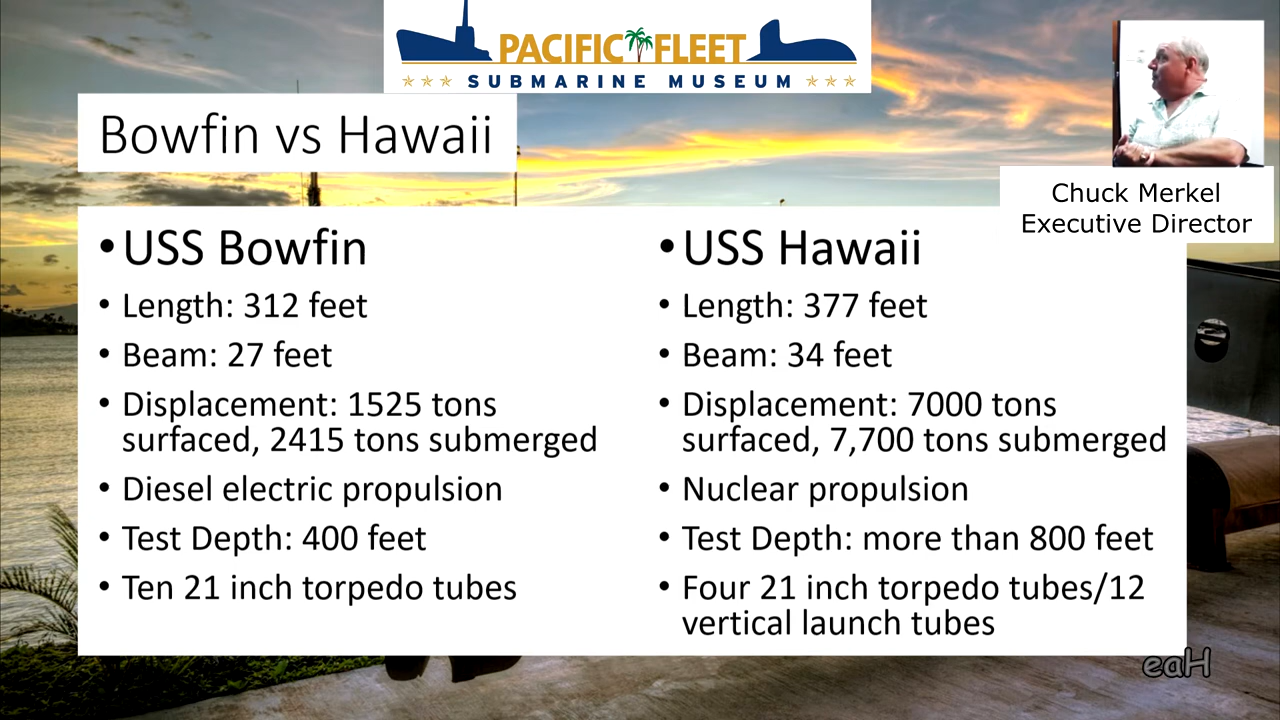 PACIFIC FLEET
SUBMARINE MUSEUM
Bowfin vs Hawaii
Chuck Merkel
Executive Director
•USS Bowfin
• Length: 312 feet
• Beam: 27 feet
• Displacement: 1525 tons
surfaced, 2415 tons submerged
• Diesel electric propulsion
• Test Depth: 400 feet
• Ten 21 inch torpedo tubes
•USS Hawaii
• Length: 377 feet
• Beam: 34 feet
• Displacement: 7000 tons
surfaced, 7,700 tons submerged
• Nuclear propulsion
• Test Depth: more than 800 feet
• Four 21 inch torpedo tubes/12
vertical launch tubes
eaH